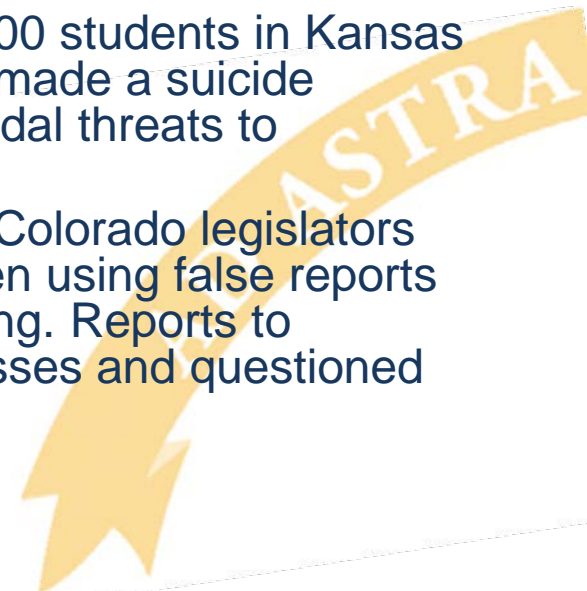 00 students in Kansas
made a suicide
dal threats to
Colorado legislators
en using false reports
ng. Reports to
sses and questioned
AD ASTRA